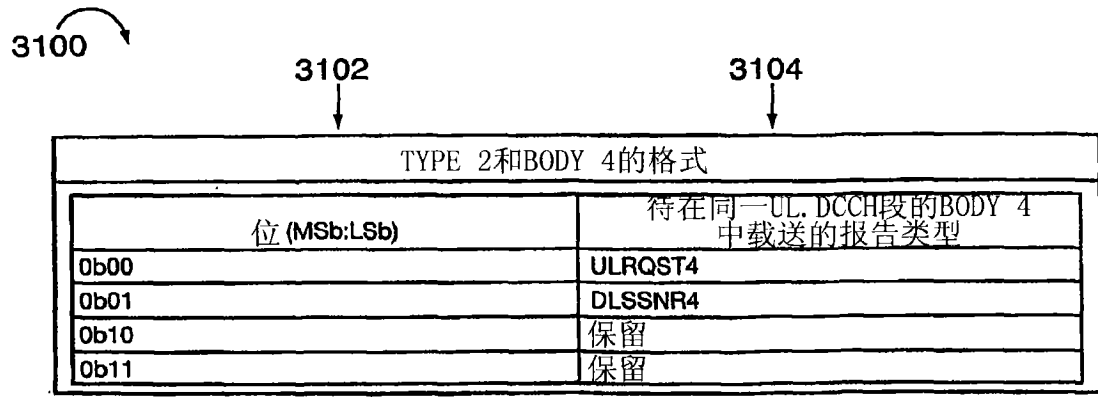 3100
3102
3104
TYPE 2和BODY 4的格式
位(MSb:LSb)
待在同一UL.DCCH段的BODY 4
中载送的报告类型
0b00
ULRQST4
0b01
DLSSNR4
0b10
保留
0b11
保留